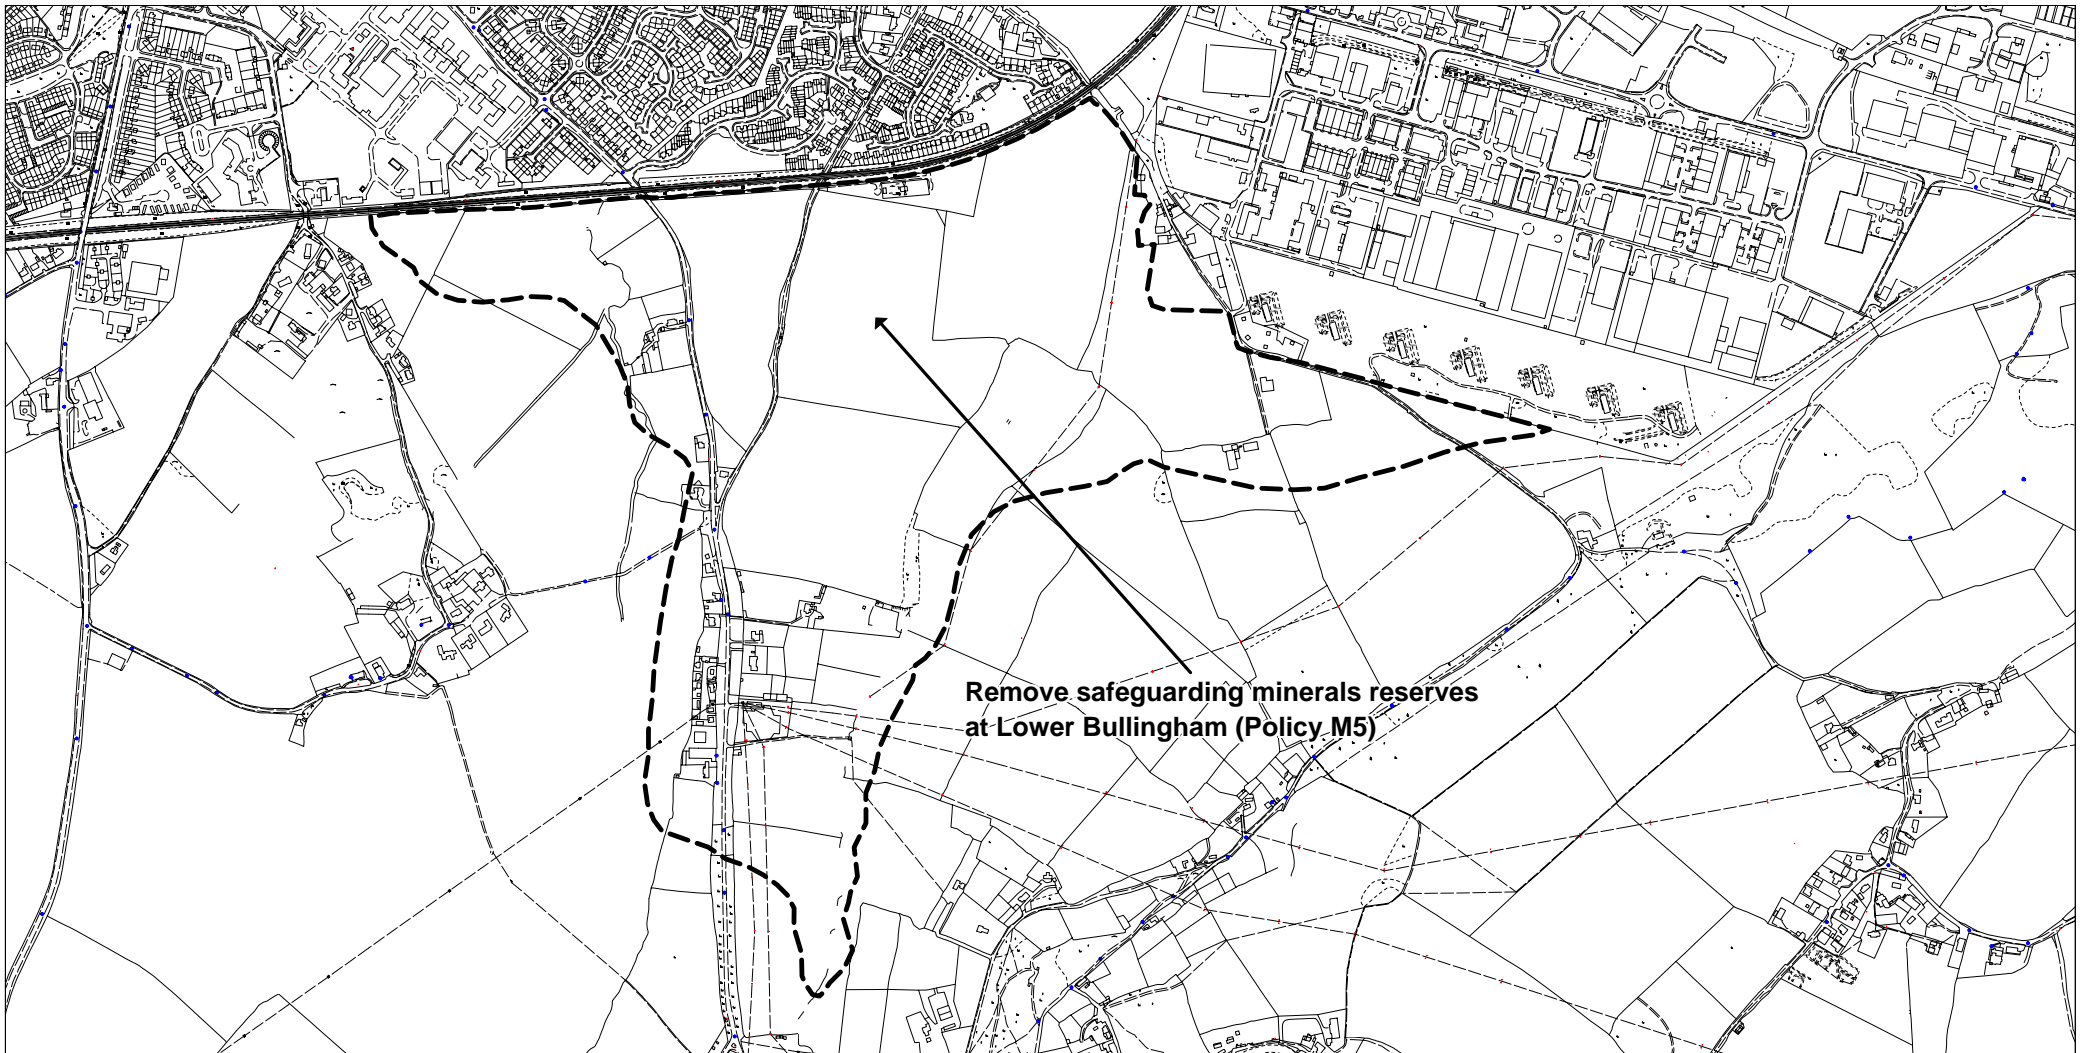 Remove safeguarding minerals reserves
at Lower Bullingham (Policy M5)